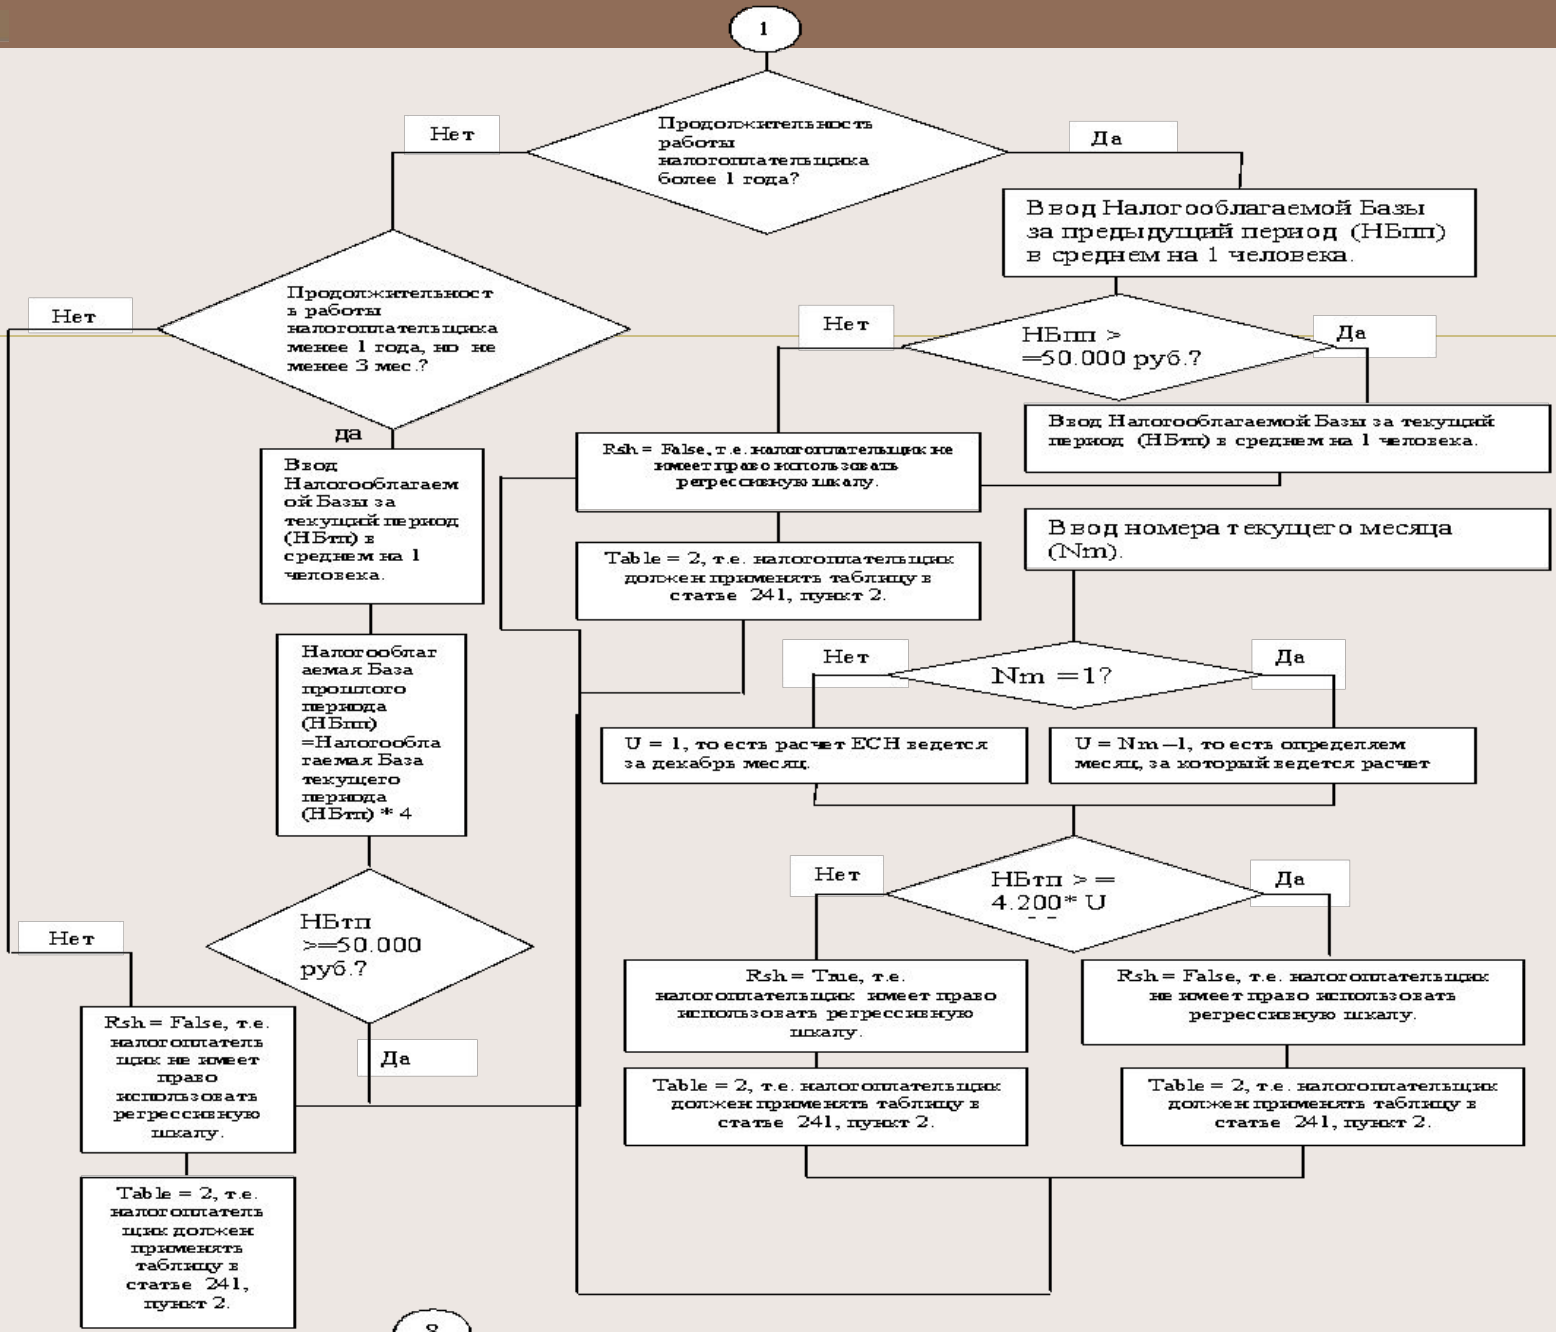 1
Нет
Продолжительность
работы
налогоплательщика
более 1 года?
Да
Ввод Налогооблагаемой Базы
за предыдущий период (НБпп)
в среднем на 1 человека.
Нет
Продолжительност
ь работы
налогоплательщика
менее 1 года, но не
менее 3 мес.?
да
Нет
НБпп >
=50.000 руб.?
Да
Ввод Налогооблагаемой Базы за текущий
период (НБтп) в среднем на 1 человека.
Ввод
Налогооблагаем
ой Базы за
текущий период
(НБтп) в
среднем на 1
человека.
Rsh = False, т.е. налогоплательщик не
имеет право использовать
регрессивную шкалу.
Ввод номера текущего месяца
(Nm).
Table = 2, т.е. налогоплательщик
должен применять таблицу в
статье 241, пункт 2.
Нет
Nm =1?
Да
Налогооблаг
аемая База
прошлого
периода
(НБпп)
=Налогообла
гаемая База
текущего
периода
(НБтп) * 4
U = 1, то есть расчет ЕСН ведется
за декабрь месяц.
U = Nm–1, то есть определяем
месяц, за который ведется расчет
Нет
НБтп > =
4.200* U
Да
Нет
НБтп
>=50.000
руб.?
Да
Rsh = True, т.е.
налогоплательщик имеет право
использовать регрессивную
шкалу.
Rsh = False, т.е. налогоплательщик
не имеет право использовать
регрессивную шкалу.
Rsh = False, т.е.
налогоплатель
щик не имеет
право
использовать
регрессивную
шкалу.
Table = 2, т.е. налогоплательщик
должен применять таблицу в
статье 241, пункт 2.
Table = 2, т.е. налогоплательщик
должен применять таблицу в
статье 241, пункт 2.
Table = 2, т.е.
налогоплатель
щик должен
применять
таблицу в
статье 241,
пункт 2.
8